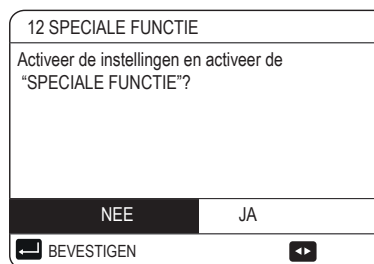 12 SPECIALE FUNCTIE
Activeer de instellingen en activeer de
“SPECIALE FUNCTIE”?
NEE JA
BEVESTIGEN